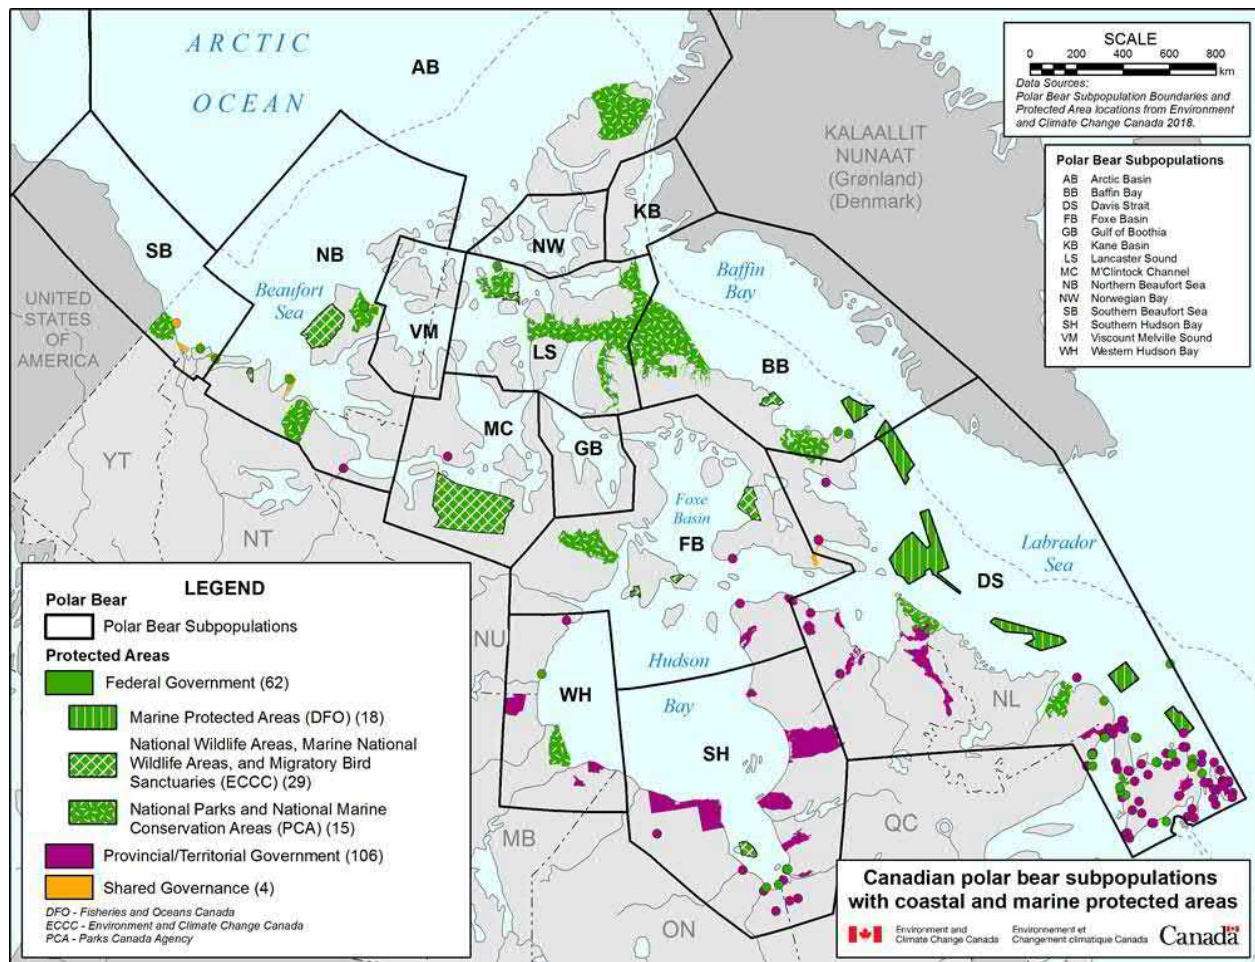 ARCTIC
OCEAN
AB
SCALE
0 200 400 600 800
km
Data Sources:
Polar Bear Subpopulation Boundaries and
Protected Area locations from Environment
and Climate Change Canada 2018.
KALAALLIT
NUNAAT
(Grønland)
(Denmark)
Polar Bear Subpopulations
AB Arctic Basin
BB Baffin Bay
DS Davis Strait
FB Foxe Basin
GB Gulf of Boothia
KB Kane Basin
LS Lancaster Sound
MC M'Clintock Channel
NB Northern Beaufort Sea
NW Norwegian Bay
SB Southern Beaufort Sea
SH Southern Hudson Bay
VM Viscount Melville Sound
WH Western Hudson Bay
KB
SB
NB
NW
Baffin
Bay
Beaufort
Sea
UNITED
STATES
OF
AMERICA
VM
LS
BB
MC
GB
YT
Foxe
Basin
FB
NT
Labrador
Sea
DS
NU
Hudson
Bay
WH
SH
NL
MB
QC
ON
LEGEND
Polar Bear
Polar Bear Subpopulations
Protected Areas
Federal Government (62)
Marine Protected Areas (DFO) (18)
National Wildlife Areas, Marine National
Wildlife Areas, and Migratory Bird
Sanctuaries (ECCC) (29)
National Parks and National Marine
Conservation Areas (PCA) (15)
Provincial/Territorial Government (106)
Shared Governance (4)
DFO - Fisheries and Oceans Canada
ECCC - Environment and Climate Change Canada
PCA - Parks Canada Agency
Canadian polar bear subpopulations
with coastal and marine protected areas
Environment and
Climate Change Canada
Environnement et
Changement climatique Canada
Canada